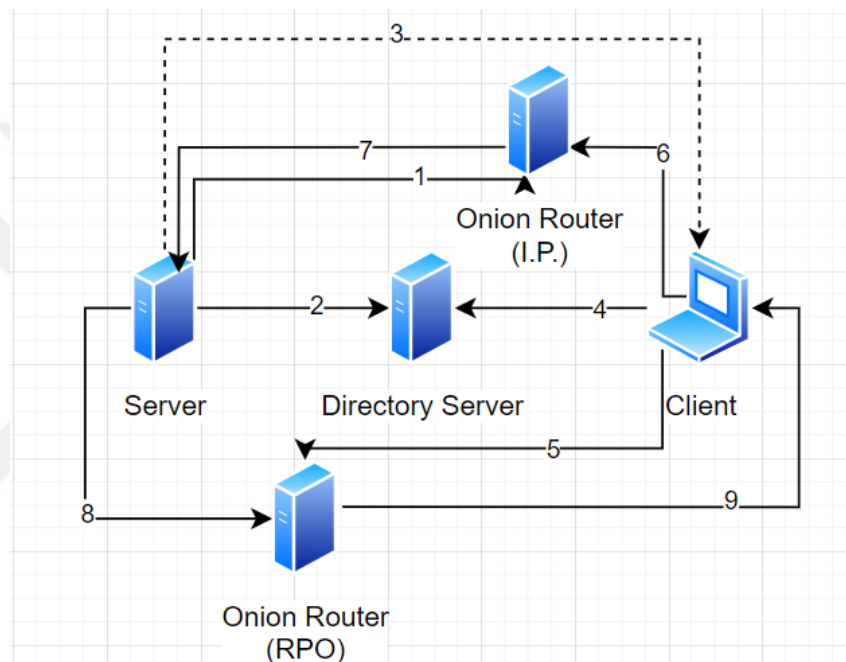 3
7
6
1
Onion Router
(I.P.)
2
4
Server
Directory Server
Client
5
8
9
Onion Router
(RPO)